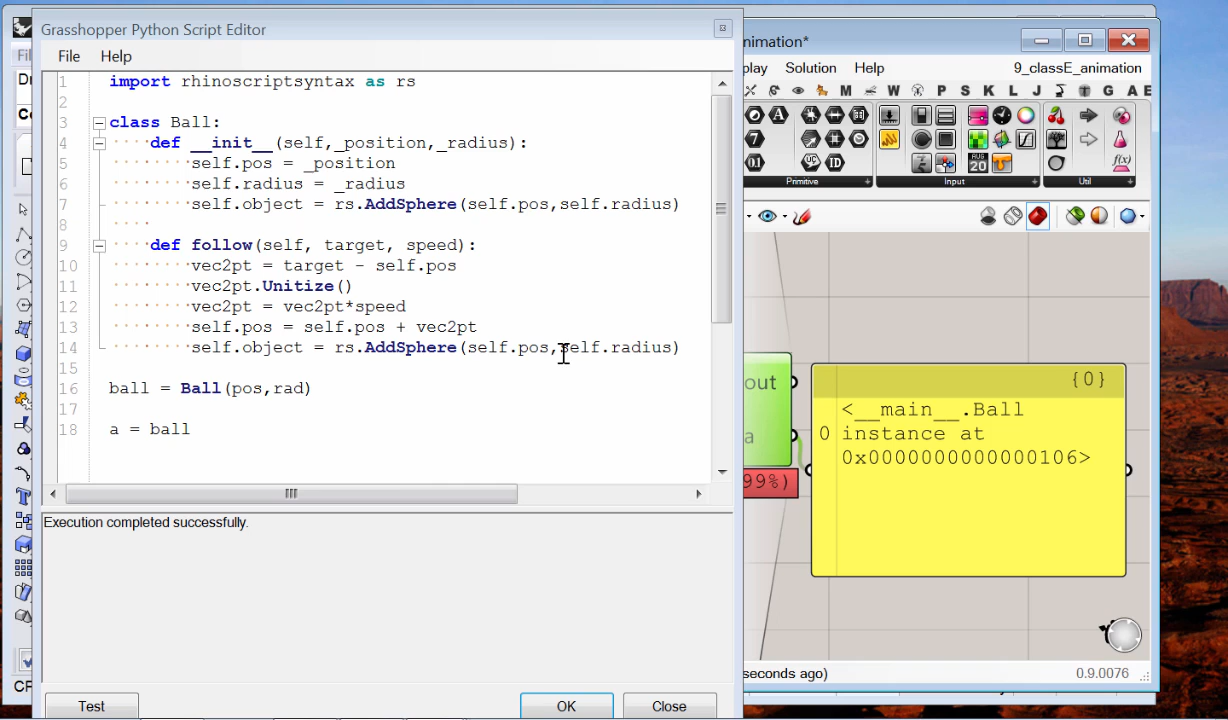 Grasshopper Python Script Editor
File Help
1 import rhinoscriptsyntax as rs
2
3 class Ball:
4 def __init__(self,_position,_radius):
5 self.pos = _position
6 self.radius = _radius
7 self.object = rs.AddSphere(self.pos,self.radius)
8
9 def follow(self, target, speed):
10 vec2pt = target - self.pos
11 vec2pt.Unitize()
12 vec2pt = vec2pt*speed
13 self.pos = self.pos + vec2pt
14 self.object = rs.AddSphere(self.pos,self.radius)
15
16 ball = Ball(pos,rad)
17
18 a = ball
Execution completed successfully.
Test OK Close
nimation*
play Solution Help 9_classE_animation
M W P S K L J G A E
Primitive Input Util
out
a
99%)
{0}
0 <__main__.Ball
instance at
0x0000000000000106>
seconds ago) 0.9.0076